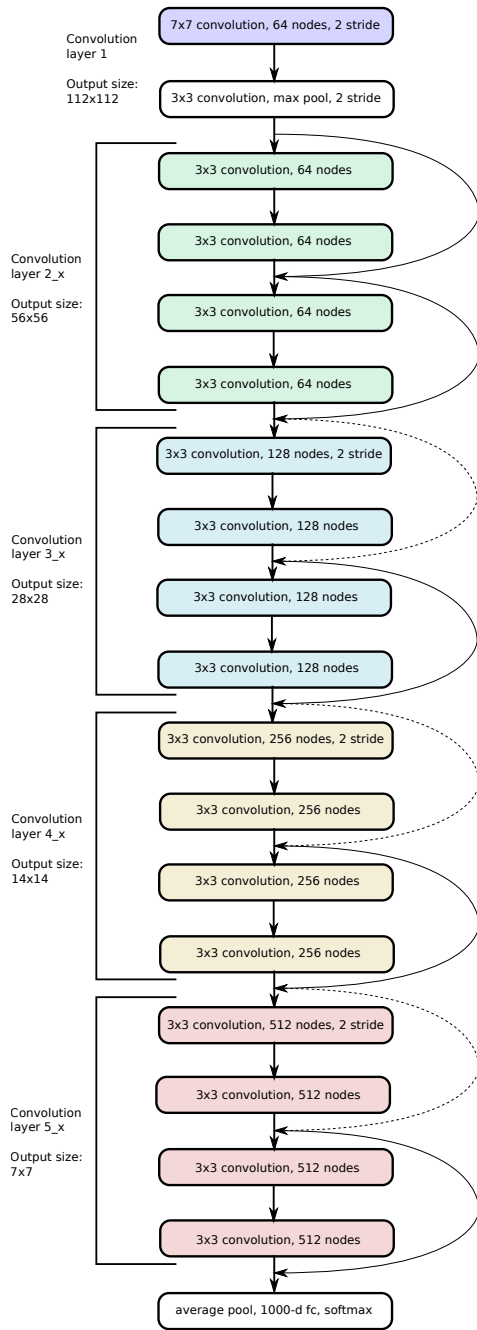 7x7 convolution, 64 nodes, 2 stride
Convolution
layer 1
Output size:
112x112
3x3 convolution, max pool, 2 stride
3x3 convolution, 64 nodes
3x3 convolution, 64 nodes
Convolution
layer 2_x
Output size:
56x56
3x3 convolution, 64 nodes
3x3 convolution, 64 nodes
3x3 convolution, 128 nodes, 2 stride
3x3 convolution, 128 nodes
Convolution
layer 3_x
Output size:
28x28
3x3 convolution, 128 nodes
3x3 convolution, 128 nodes
3x3 convolution, 256 nodes, 2 stride
3x3 convolution, 256 nodes
Convolution
layer 4_x
Output size:
14x14
3x3 convolution, 256 nodes
3x3 convolution, 256 nodes
3x3 convolution, 512 nodes, 2 stride
3x3 convolution, 512 nodes
Convolution
layer 5_x
Output size:
7x7
3x3 convolution, 512 nodes
3x3 convolution, 512 nodes
average pool, 1000-d fc, softmax